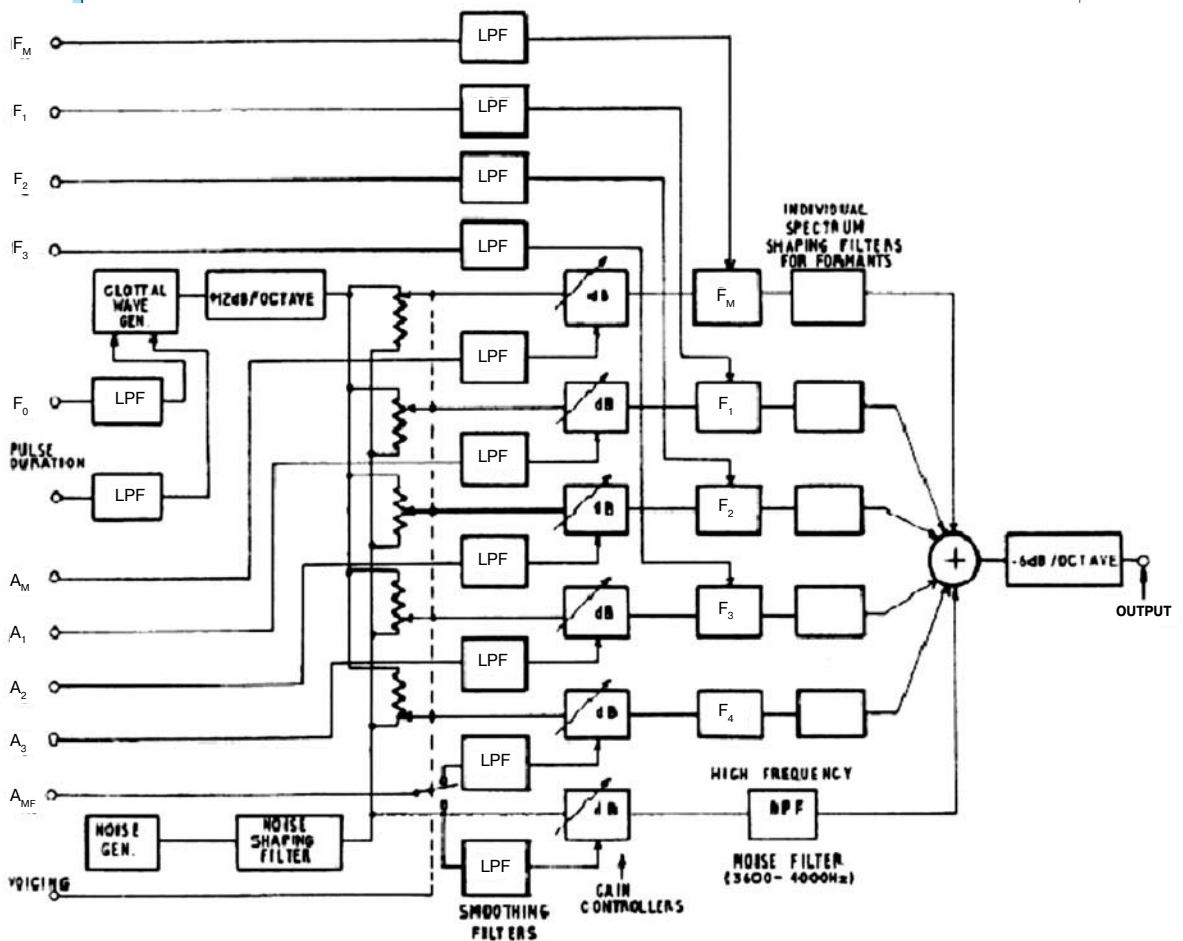 F_M
LPF
F_1
LPF
F_2
LPF
F_3
LPF
INDIVIDUAL
SPECTRUM
SHAPING FILTERS
FOR FORMANTS
GLOTTAL
WAVE
GEN.
+12dB/OCTAVE
dB
F_M
LPF
F_0
LPF
dB
F_1
PULSE
DURATION
LPF
LPF
dB
F_2
LPF
+
-6dB/OCTAVE
OUTPUT
A_M
dB
F_3
A_1
LPF
A_2
dB
F_4
A_3
LPF
HIGH FREQUENCY
A_MF
dB
BPF
NOISE
GEN.
NOISE
SHAPING
FILTER
LPF
NOISE FILTER
(3600-4000Hz)
VOICING
GAIN
CONTROLLERS
SMOOTHING
FILTERS